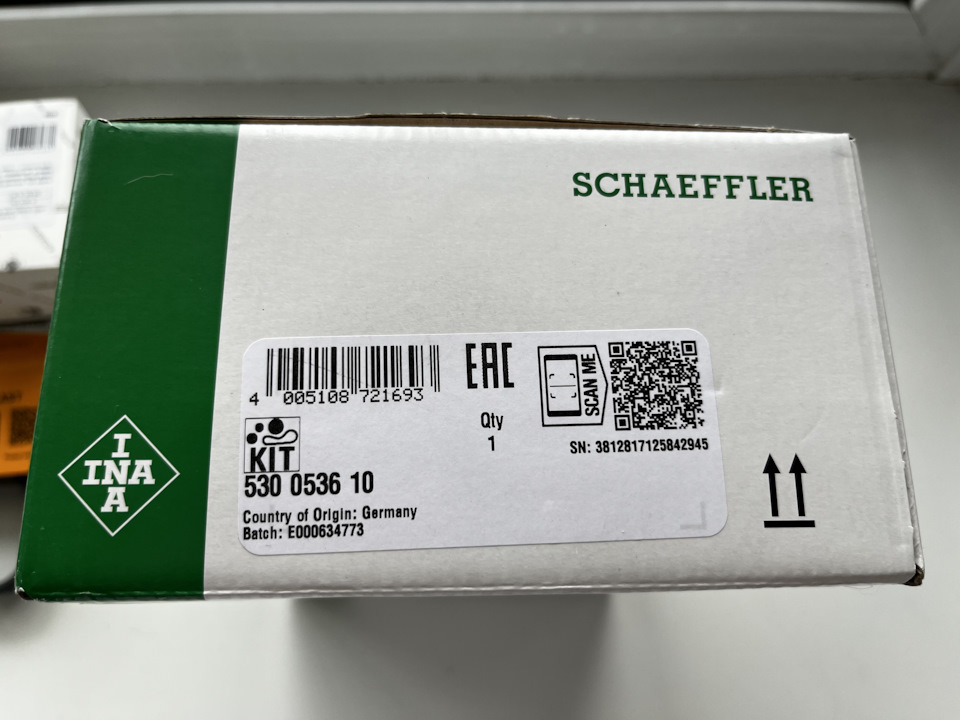 SCHAEFFLER
4 005108 721693
EAC
SCAN ME
Qty
1
SN: 3812817125842945
KIT
530 0536 10
Country of Origin: Germany
Batch: E000634773
I
INA
A